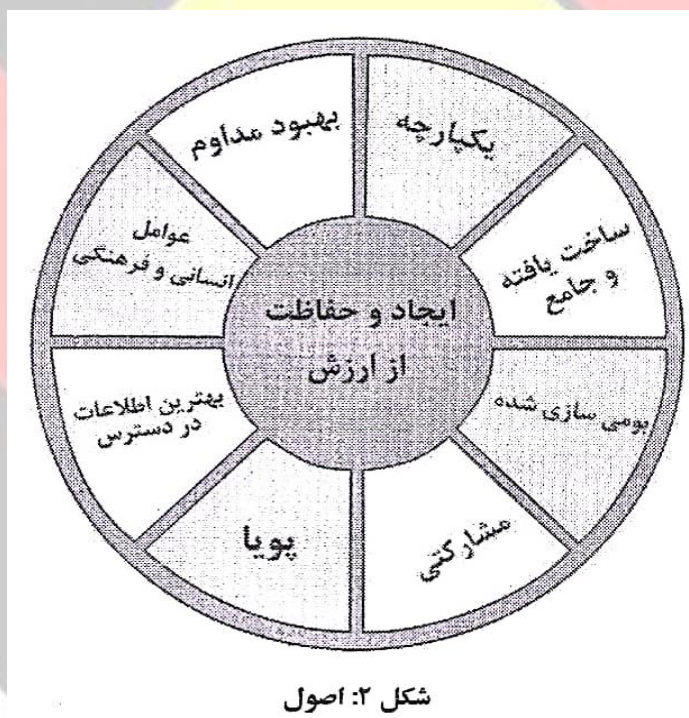 ایجاد و حفاظت
از ارزش
یکپارچه
ساخت یافته
و جامع
بومی سازی شده
مشارکتی
پویا
بهترین اطلاعات
در دسترس
عوامل
انسانی و فرهنگی
بهبود مداوم
شکل ۲: اصول